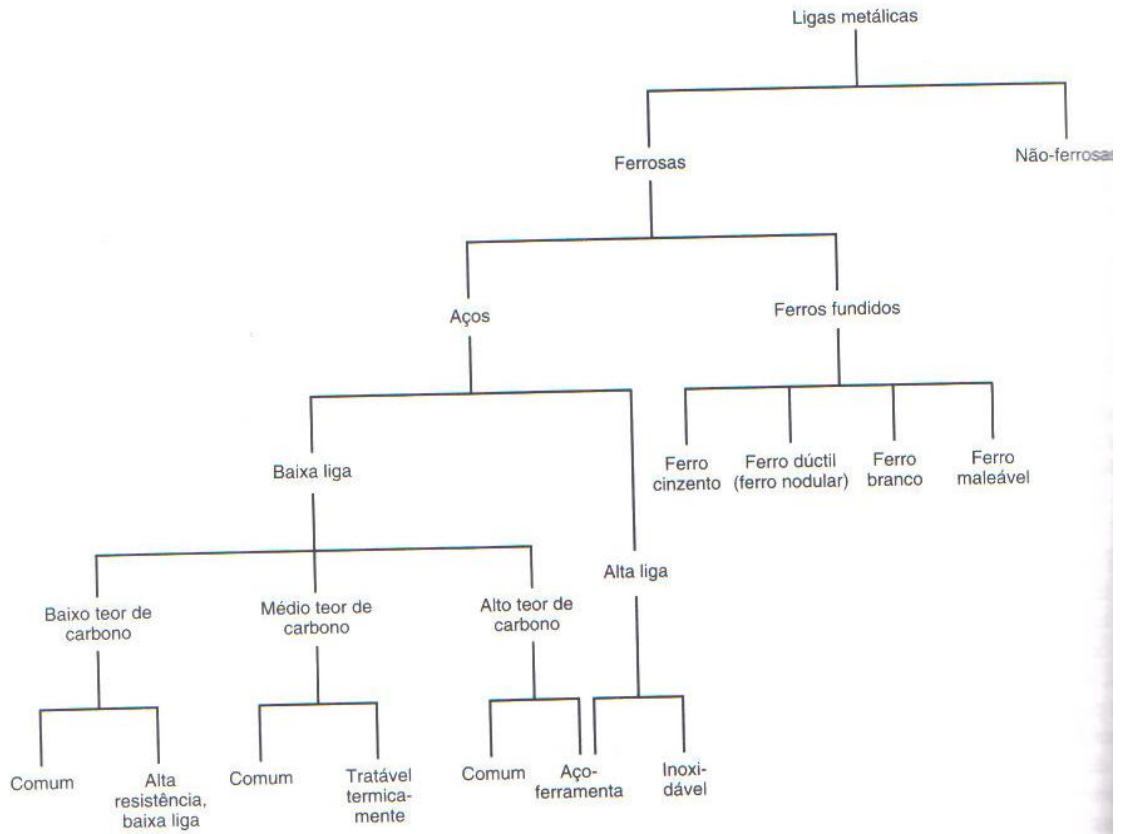 Ligas metálicas
Ferrosas
Não-ferrosas
Aços
Ferros fundidos
Baixa liga
Ferro
cinzento
Ferro dúctil
(ferro nodular)
Ferro
branco
Ferro
maleável
Alta liga
Baixo teor de
carbono
Médio teor de
carbono
Alto teor de
carbono
Comum
Alta
resistência,
baixa liga
Comum
Tratável
termica-
mente
Comum
Aço-
ferramenta
Inoxi-
dável